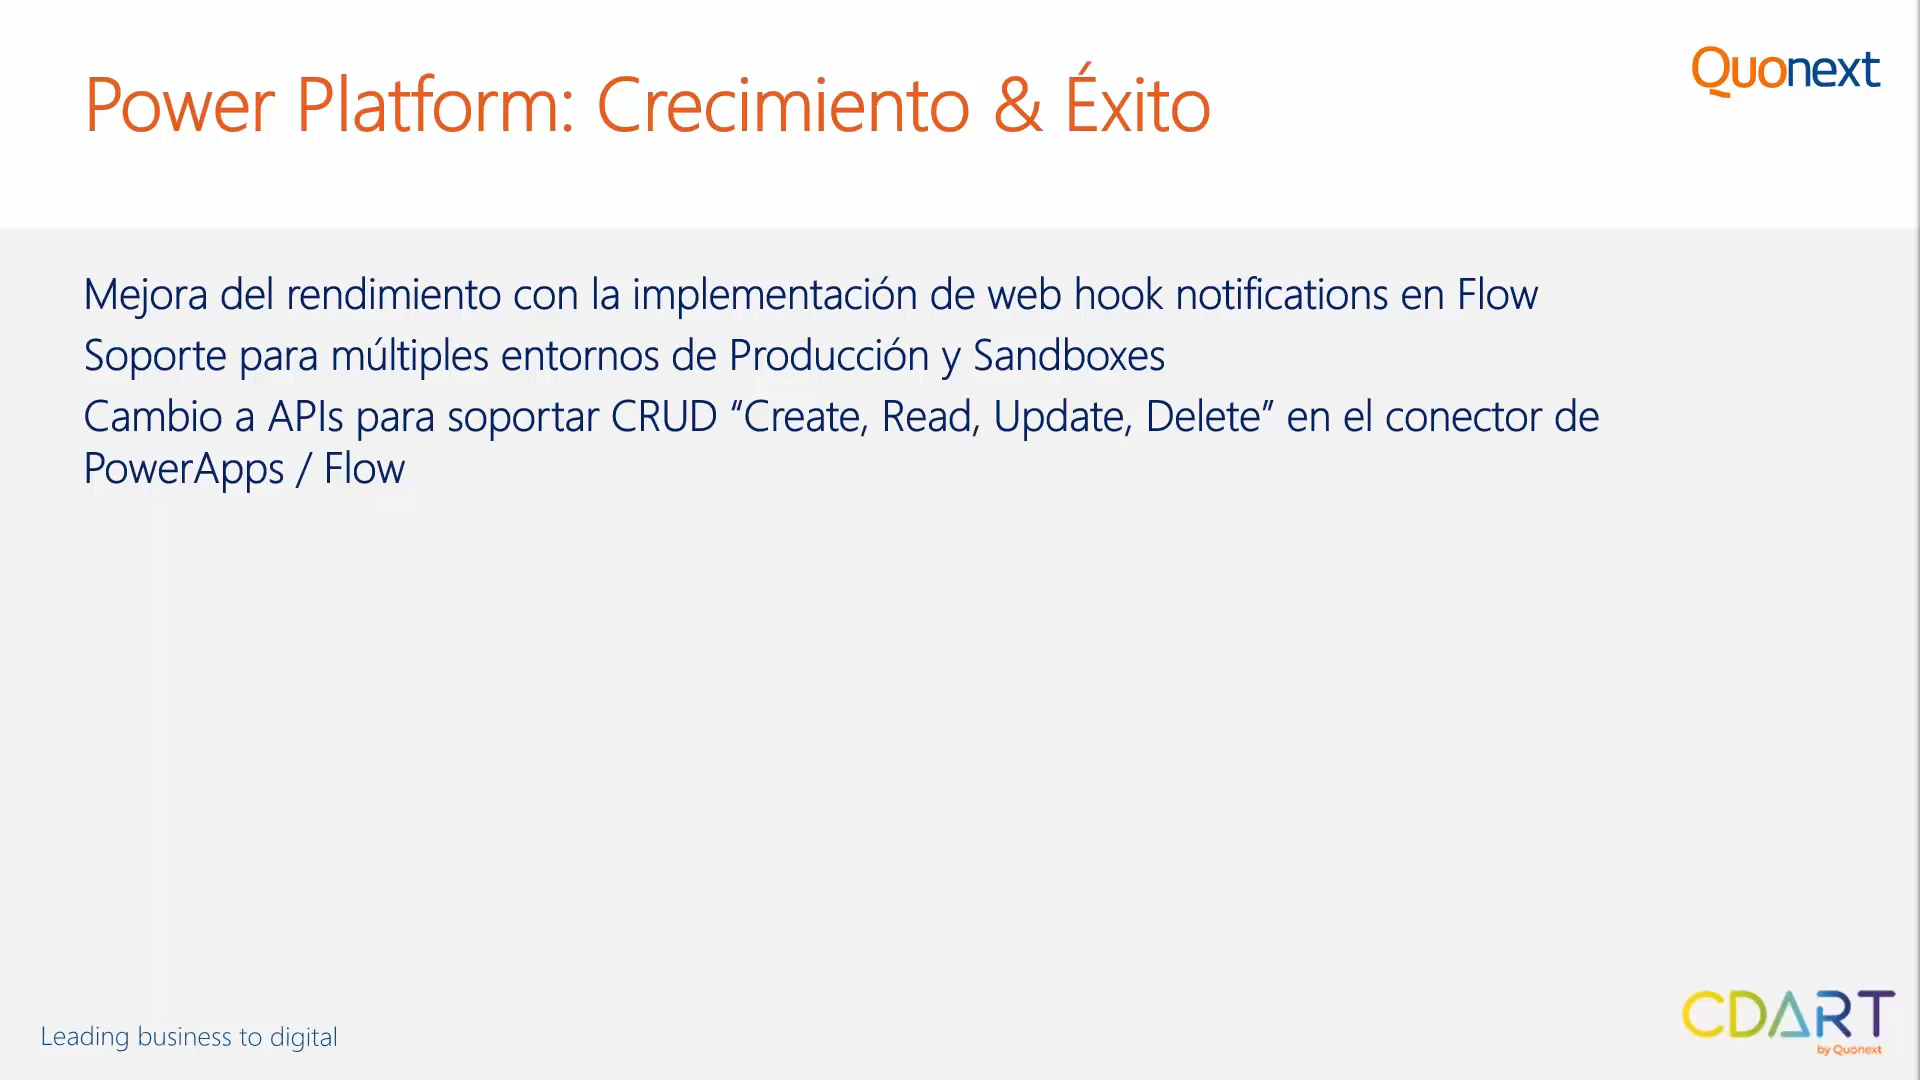 Power Platform: Crecimiento & Éxito
Quonext
Mejora del rendimiento con la implementación de web hook notifications en Flow
Soporte para múltiples entornos de Producción y Sandboxes
Cambio a APIs para soportar CRUD “Create, Read, Update, Delete” en el conector de
PowerApps / Flow
Leading business to digital
CDART
by Quonext